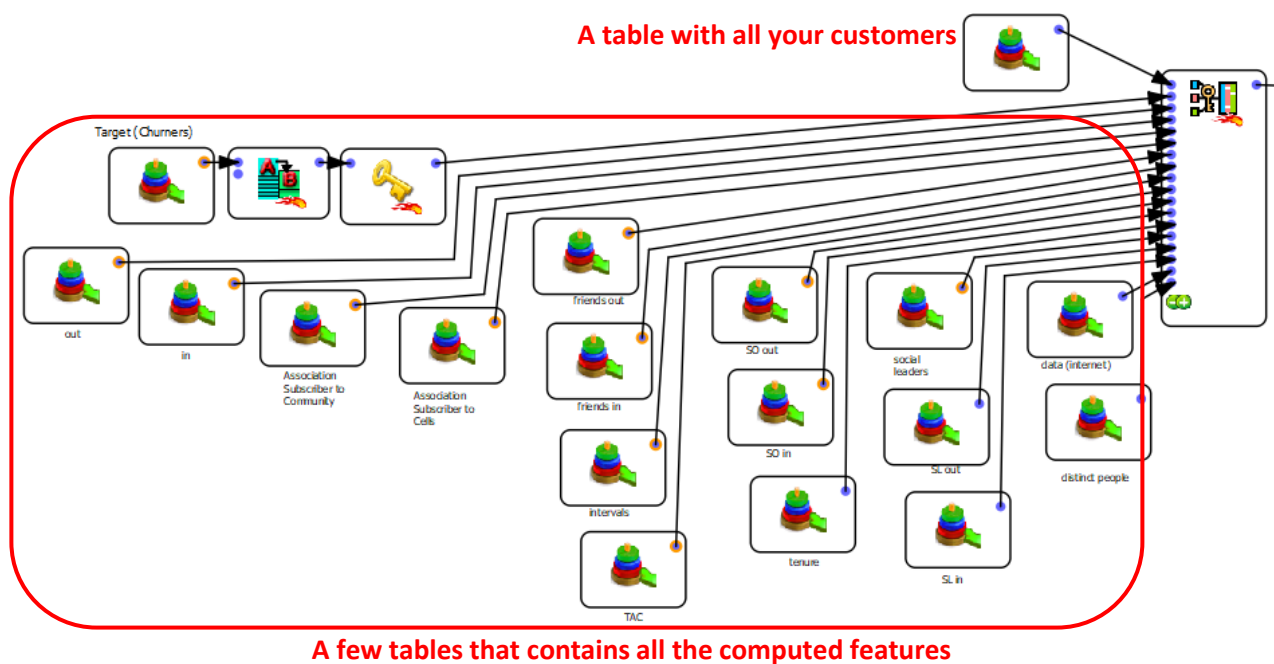 A table with all your customers
Target (Churners)
A
B
out
in
Association
Subscriber to
Community
Association
Subscriber to
Cells
friends out
friends in
intervals
TAC
SO out
SO in
tenure
social
leaders
SL out
SL in
data (internet)
distinct people
A few tables that contains all the computed features